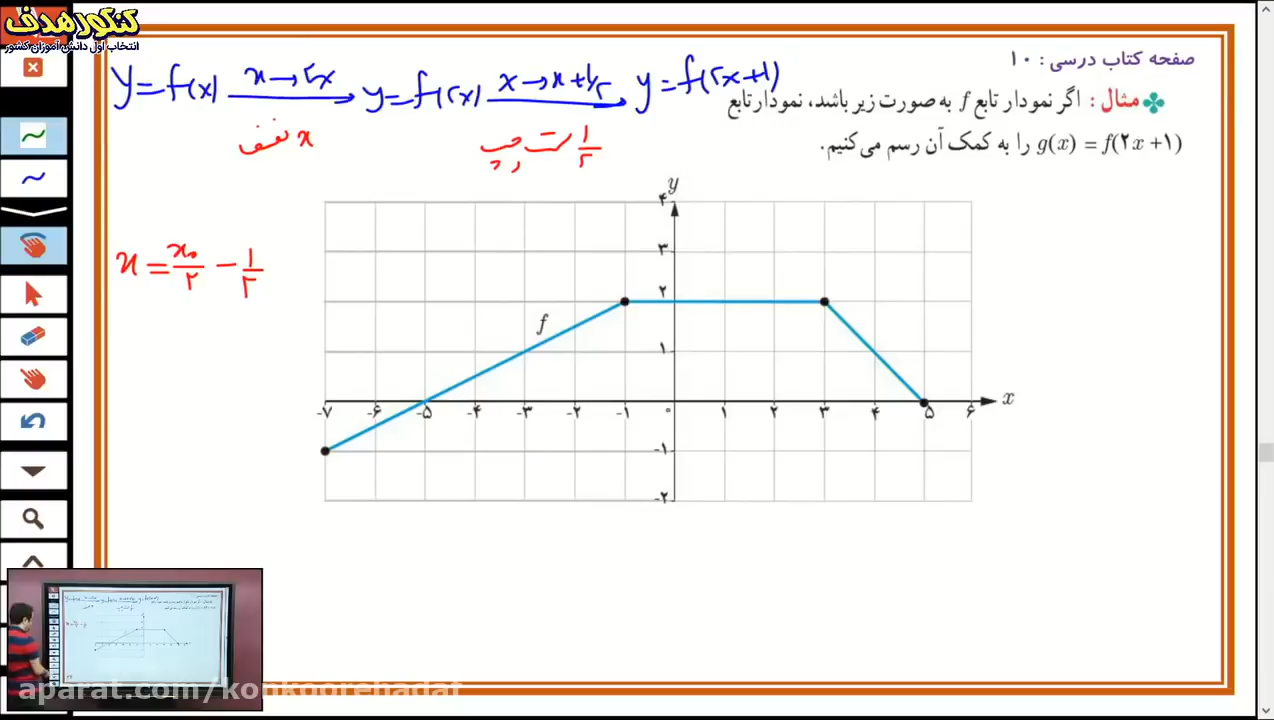 کنکور هدف
انتخاب اول دانش آموزان کشور
صفحه کتاب درسی : ۱۰
مثال : اگر نمودار تابع f به صورت زیر باشد، نمودار تابع
g(x) = f(۲x+۱) را به کمک آن رسم می‌کنیم.
y=f(x) x→۲x y=f(۲x) x→x+۱/۲ y=f(۲x+۱)
x نصف
۱/۲
x = x₀/۲ - ۱/۲
y
۴
۳
۲
۱
f
-۷ -۶ -۵ -۴ -۳ -۲ -۱ ۰ ۱ ۲ ۳ ۴ ۵ ۶ x
-۱
-۲
aparat.com/konkoorehadaf